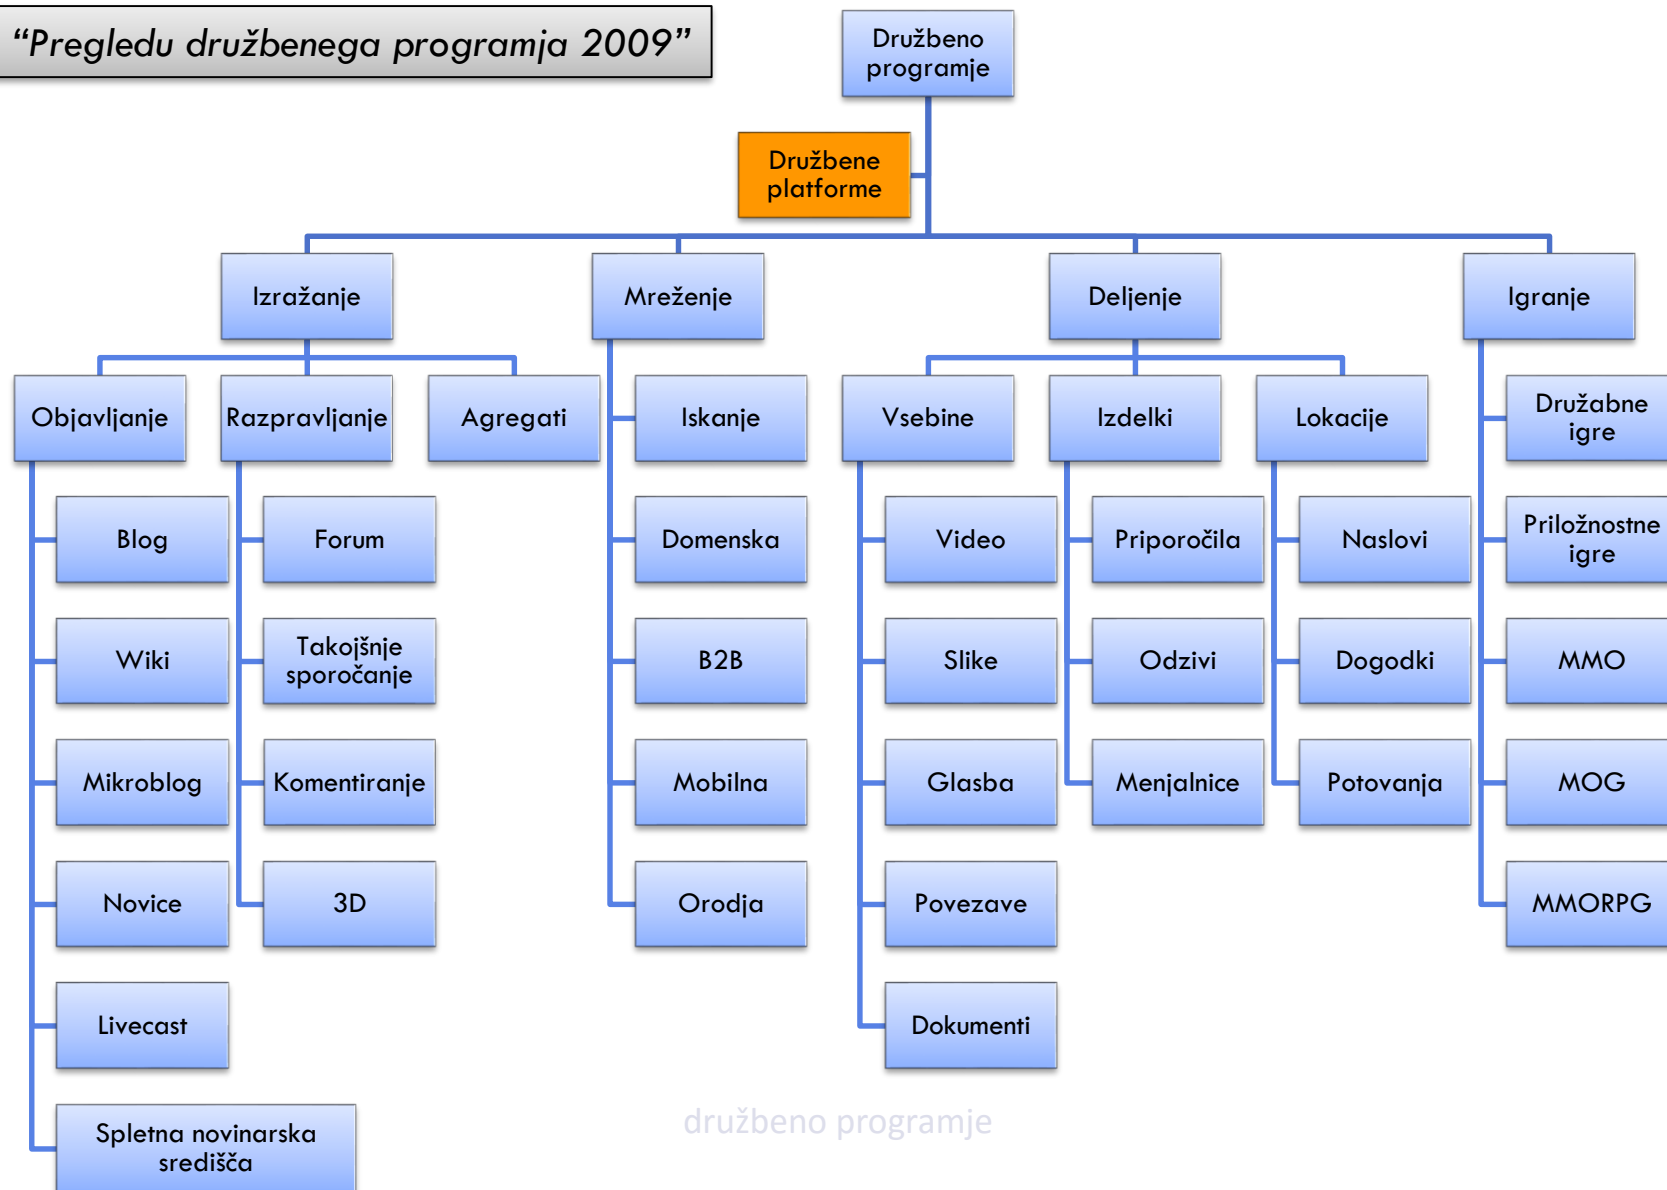 “Pregledu družbenega programja 2009”
Družbeno
programje
Družbene
platforme
Izražanje
Mreženje
Deljenje
Igranje
Objavljanje
Razpravljanje
Agregati
Iskanje
Vsebine
Izdelki
Lokacije
Družabne
igre
Blog
Forum
Domenska
Video
Priporočila
Naslovi
Priložnostne
igre
Wiki
Takojšnje
sporočanje
B2B
Slike
Odzivi
Dogodki
MMO
Mikroblog
Komentiranje
Mobilna
Glasba
Menjalnice
Potovanja
MOG
Novice
3D
Orodja
Povezave
MMORPG
Livecast
Dokumenti
Spletna novinarska
središča
družbeno programje